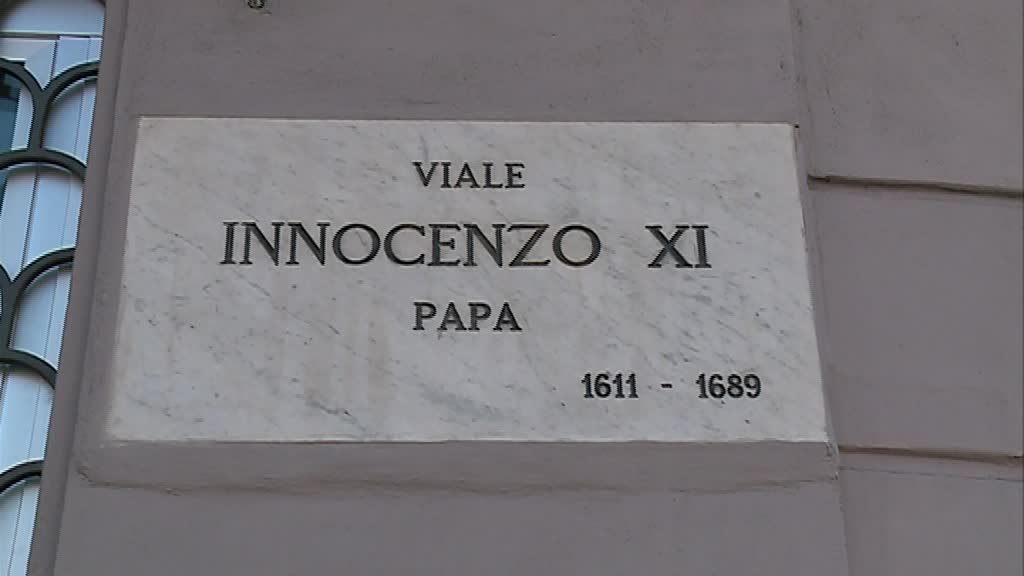 VIALE
INNOCENZO XI
PAPA
1611 - 1689